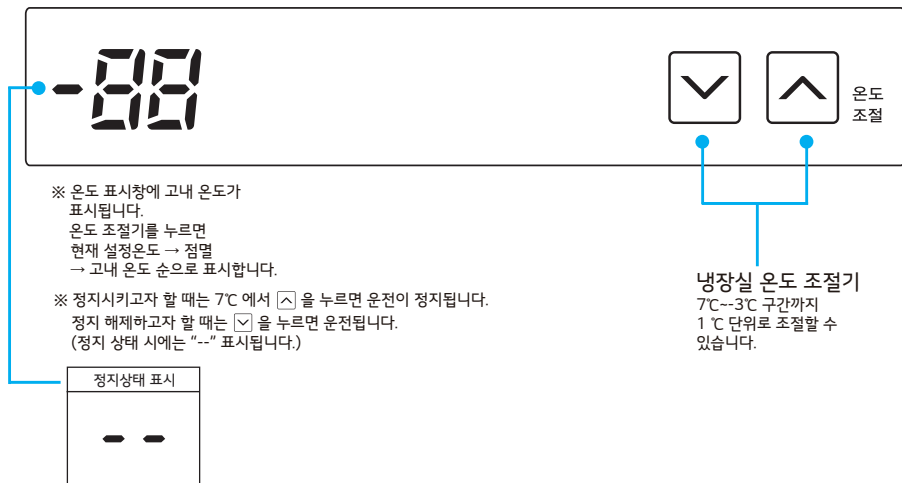 -88
온도
조절
※ 온도 표시창에 고내 온도가
표시됩니다.
온도 조절기를 누르면
현재 설정온도 → 점멸
→ 고내 온도 순으로 표시합니다.
※ 정지시키고자 할 때는 7℃ 에서 을 누르면 운전이 정지됩니다.
정지 해제하고자 할 때는 을 누르면 운전됩니다.
(정지 상태 시에는 “--” 표시됩니다.)
정지상태 표시
- -
냉장실 온도 조절기
7℃~-3℃ 구간까지
1 ℃ 단위로 조절할 수
있습니다.